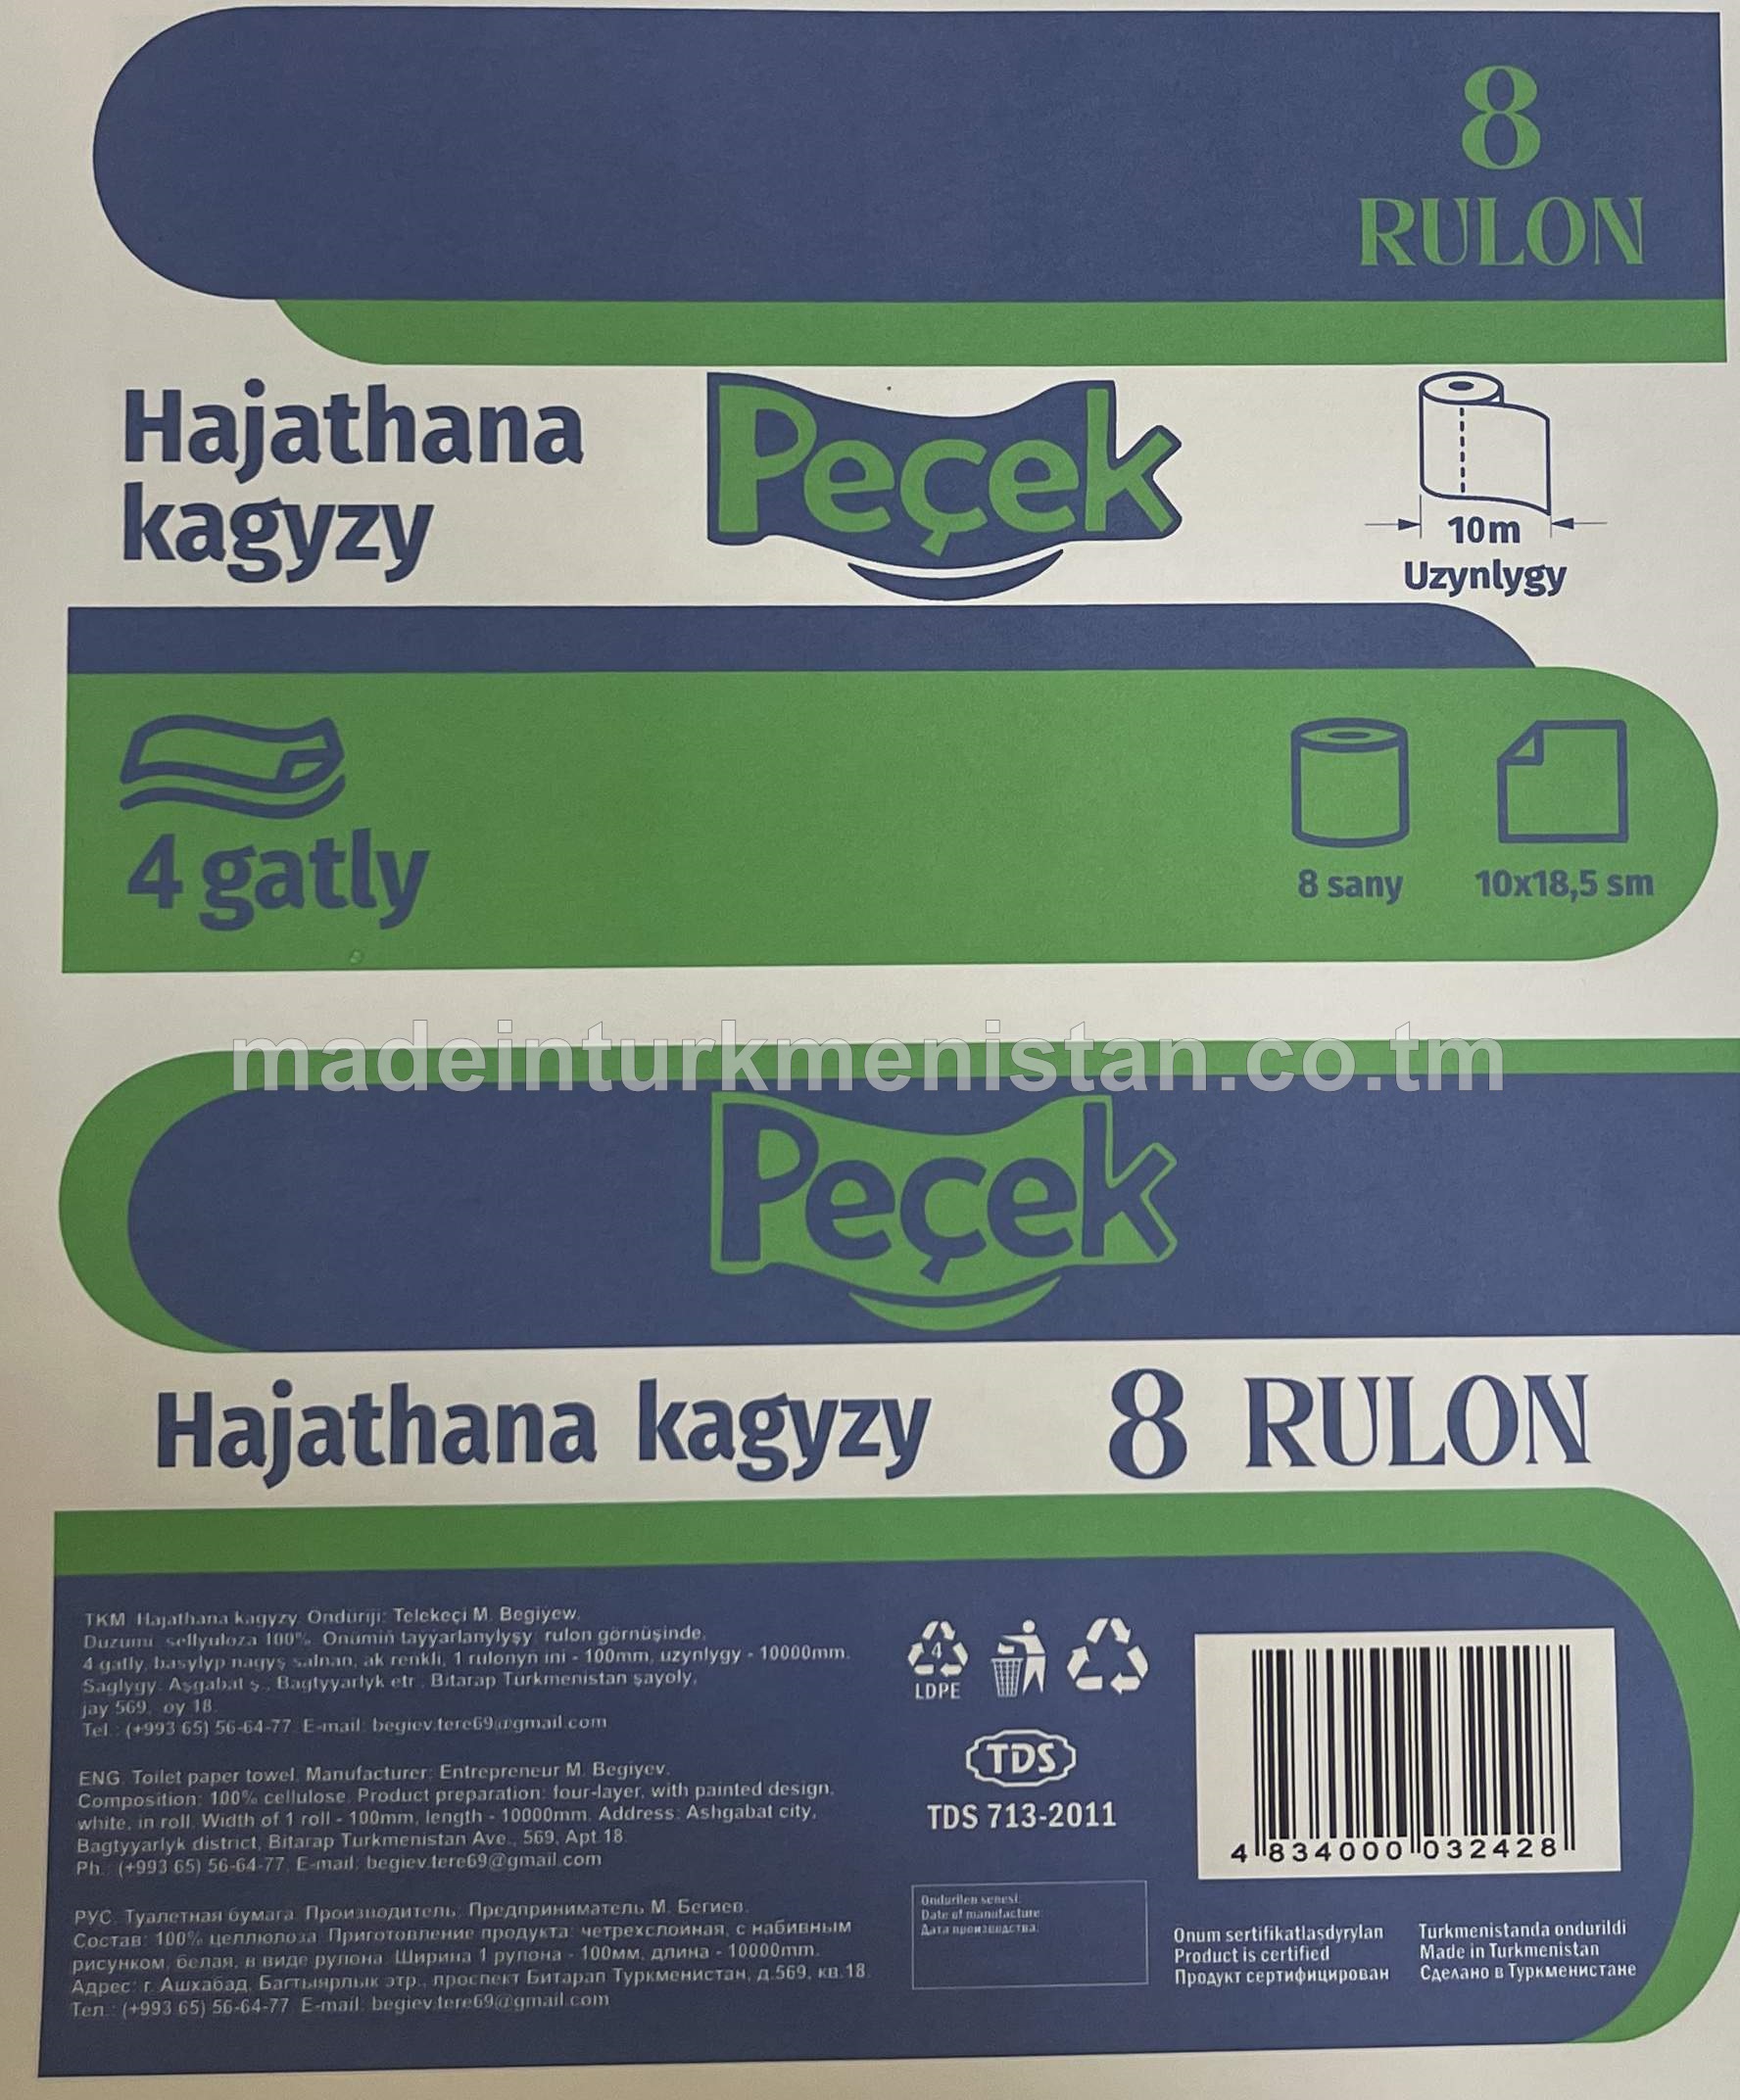 8
RULON
Hajathana
kagyzy
Peçek
10m
Uzynlygy
4 gatly
8 sany
10x18,5 sm
madeinturkmenistan.co.tm
Peçek
Hajathana kagyzy
8 RULON
TKM. Hajathana kagyzy. Öndüriji: Telekeçi M. Begiýew.
Düzümi: sellýuloza 100%. Önümiň taýýarlanylyşy: rulon görnüşinde,
4 gatly, basylyp nagyş salnan, ak reňkli, 1 rulonyň ini - 100mm, uzynlygy - 10000mm.
Salgygy: Aşgabat ş., Bagtyýarlyk etr., Bitarap Türkmenistan şaýoly,
jaý 569, öý 18.
Tel.: (+993 65) 56-64-77. E-mail: begiev.tere69@gmail.com
ENG. Toilet paper towel. Manufacturer: Entrepreneur M. Begiyev.
Composition: 100% cellulose. Product preparation: four-layer, with painted design,
white, in roll. Width of 1 roll - 100mm, length - 10000mm. Address: Ashgabat city,
Bagtyyarlyk district, Bitarap Turkmenistan Ave., 569, Apt.18.
Ph.: (+993 65) 56-64-77, E-mail: begiev.tere69@gmail.com
РУС. Туалетная бумага. Производитель: Предприниматель М. Бегиев.
Состав: 100% целлюлоза. Приготовление продукта: четрехслойная, с набивным
рисунком, белая, в виде рулона. Ширина 1 рулона - 100мм, длина - 10000mm.
Адрес: г. Ашхабад, Багтыярлык этр., проспект Битарап Туркменистан, д.569, кв.18.
Тел.: (+993 65) 56-64-77 E-mail: begiev.tere69@gmail.com
4
LDPE
TDS
TDS 713-2011
Öndürilen senesi:
Date of manufacture:
Дата производства:
4 834000 032428
Önüm sertifikatlaşdyrylan
Product is certified
Продукт сертифицирован
Türkmenistanda öndürildi
Made in Turkmenistan
Сделано в Туркменистане